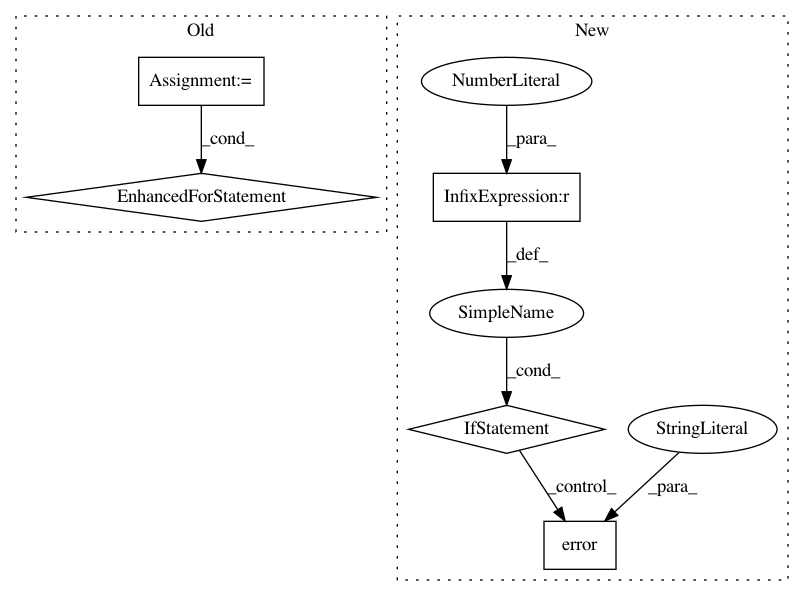 Old
New
Assignment:=
NumberLiteral
_cond_
_para_
EnhancedForStatement
InfixExpression:r
_def_
SimpleName
_cond_
IfStatement
StringLiteral
_control_
_para_
error